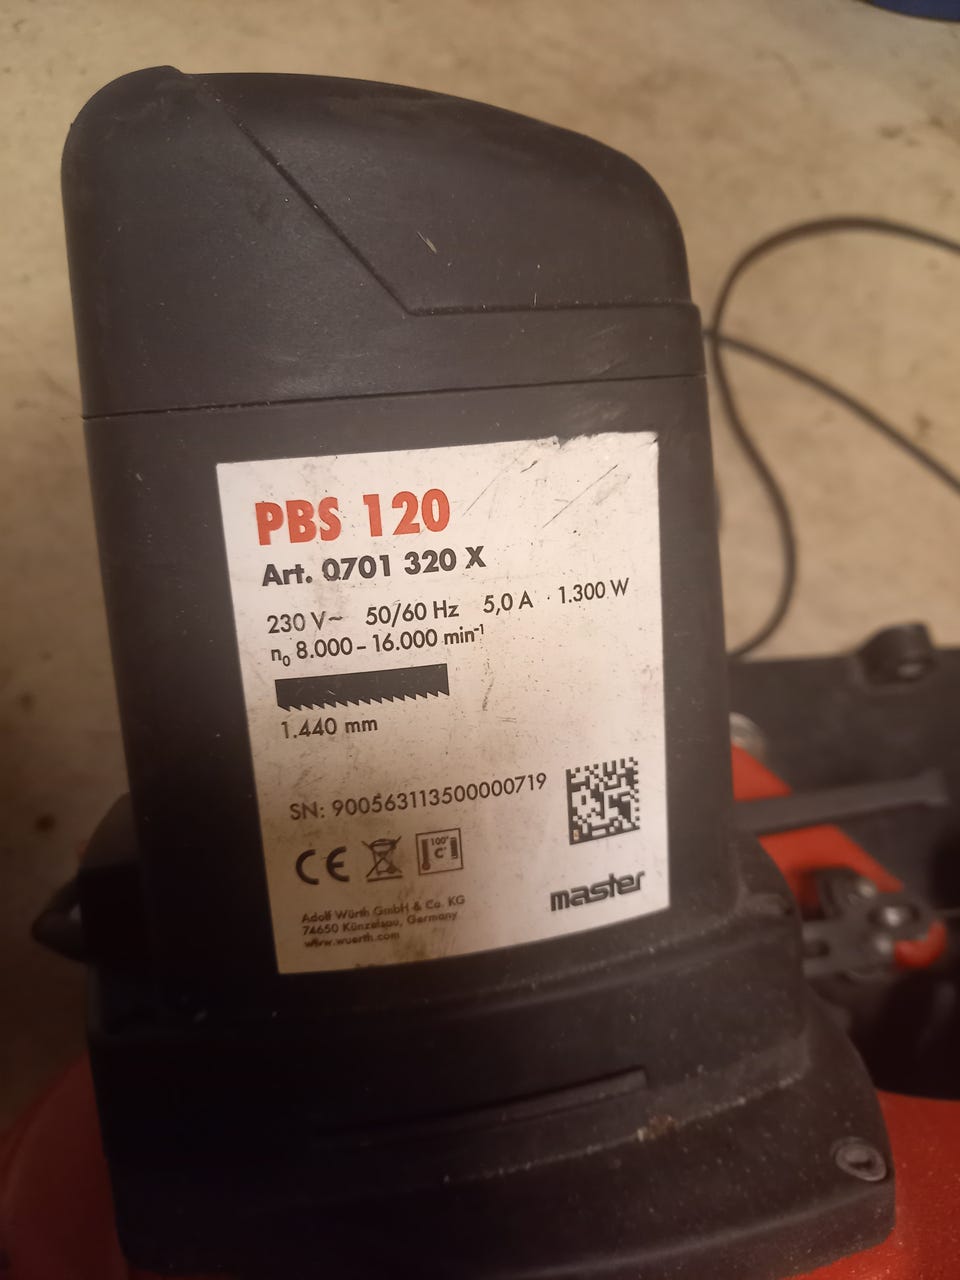 PBS 120
Art. 0701 320 X
230 V~ 50/60 Hz 5,0 A · 1.300 W
n0 8.000 – 16.000 min-1
1.440 mm
SN: 900563113500000719
CE
100°
C
Adolf Würth GmbH & Co. KG
74650 Künzelsau, Germany
www.wuerth.com
master